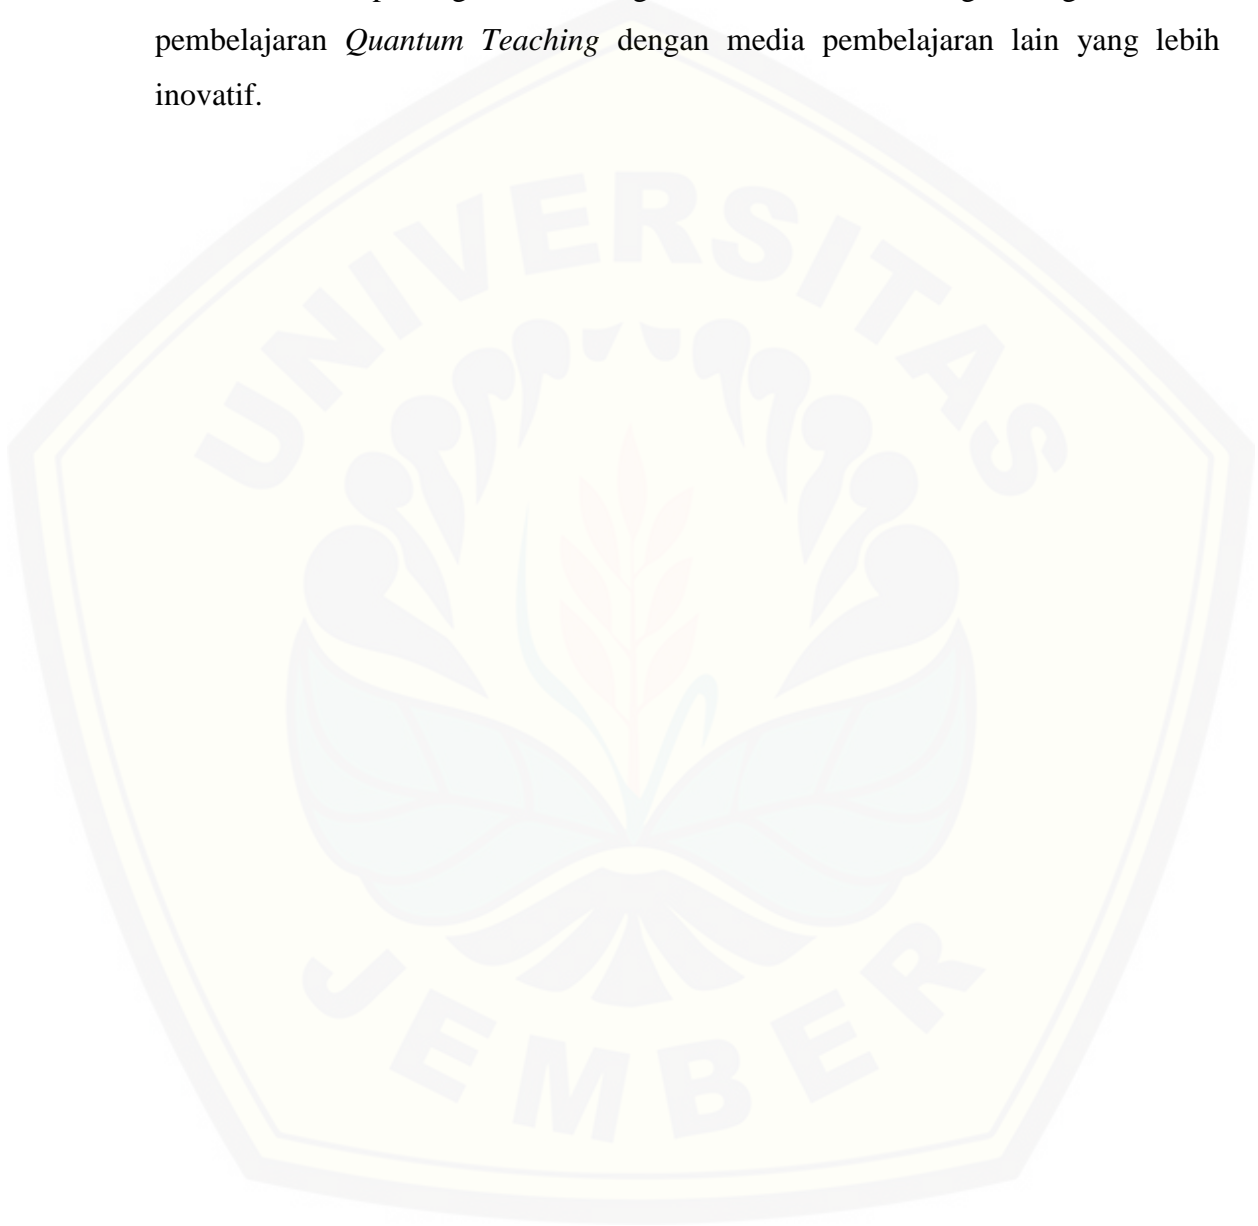 pembelajaran Quantum Teaching dengan media pembelajaran lain yang lebih
inovatif.
UNIVERSITAS
JEMBER